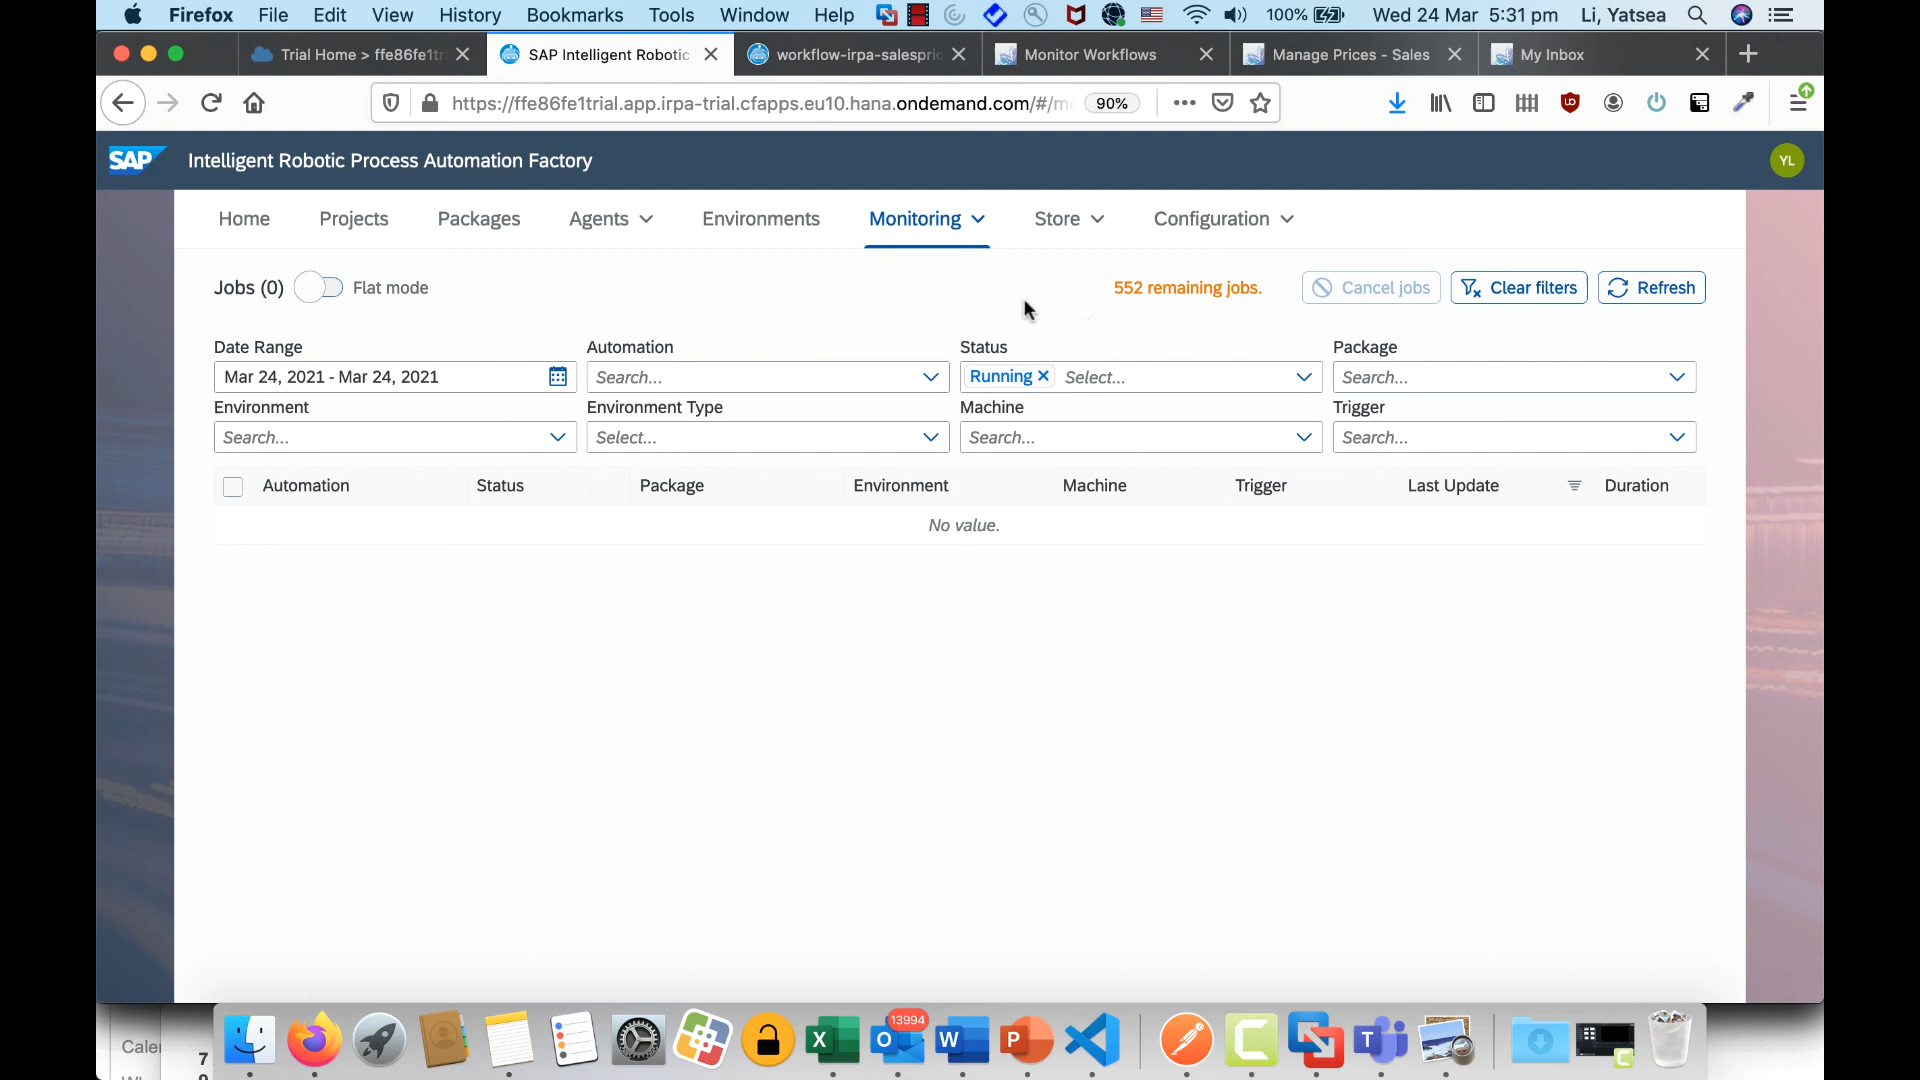 Firefox File Edit View History Bookmarks Tools Window Help 100% Wed 24 Mar 5:31 pm Li, Yatsea
Trial Home > ffe86fe1tr SAP Intelligent Robotic workflow-irpa-salespric Monitor Workflows Manage Prices - Sales My Inbox
https://ffe86fe1trial.app.irpa-trial.cfapps.eu10.hana.ondemand.com/#/mo 90%
SAP Intelligent Robotic Process Automation Factory YL
Home Projects Packages Agents Environments Monitoring Store Configuration
Jobs (0) Flat mode 552 remaining jobs. Cancel jobs Clear filters Refresh
Date Range Automation Status Package
Mar 24, 2021 - Mar 24, 2021 Search... Running Select... Search...
Environment Environment Type Machine Trigger
Search... Select... Search... Search...
Automation Status Package Environment Machine Trigger Last Update Duration
No value.
13994
Caler 7